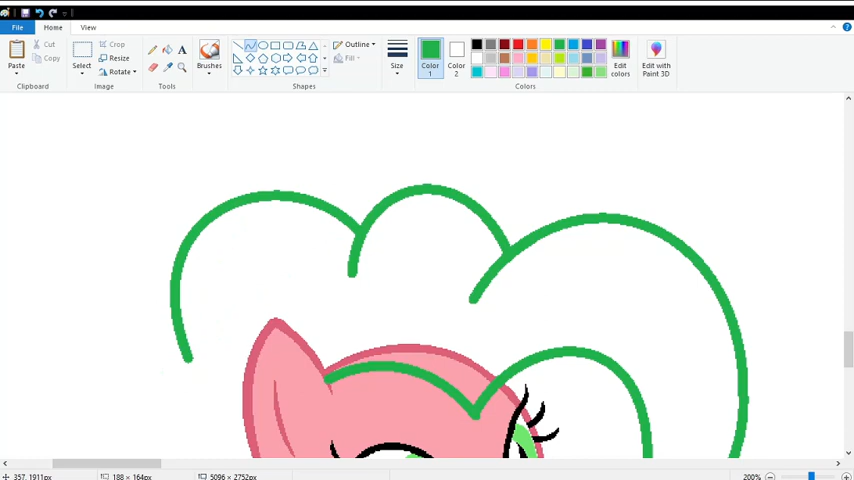 File Home View
Paste
Cut
Copy
Clipboard
Select
Crop
Resize
Rotate
Image
A
Tools
Brushes
Outline
Fill
Shapes
Size
Color
1
Color
2
Colors
Edit
colors
Edit with
Paint 3D
357, 1911px 188 × 164px 5096 × 2752px 200%